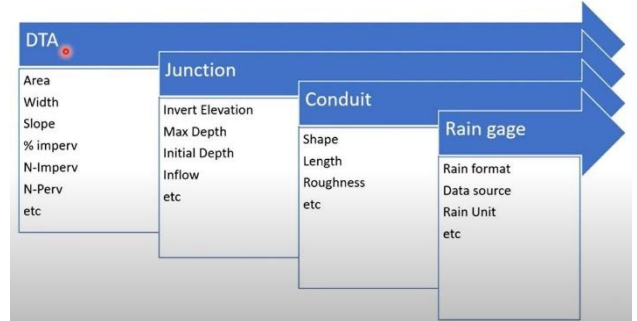 DTA
Area
Width
Slope
% imperv
N-Imperv
N-Perv
etc
Junction
Invert Elevation
Max Depth
Initial Depth
Inflow
etc
Conduit
Shape
Length
Roughness
etc
Rain gage
Rain format
Data source
Rain Unit
etc